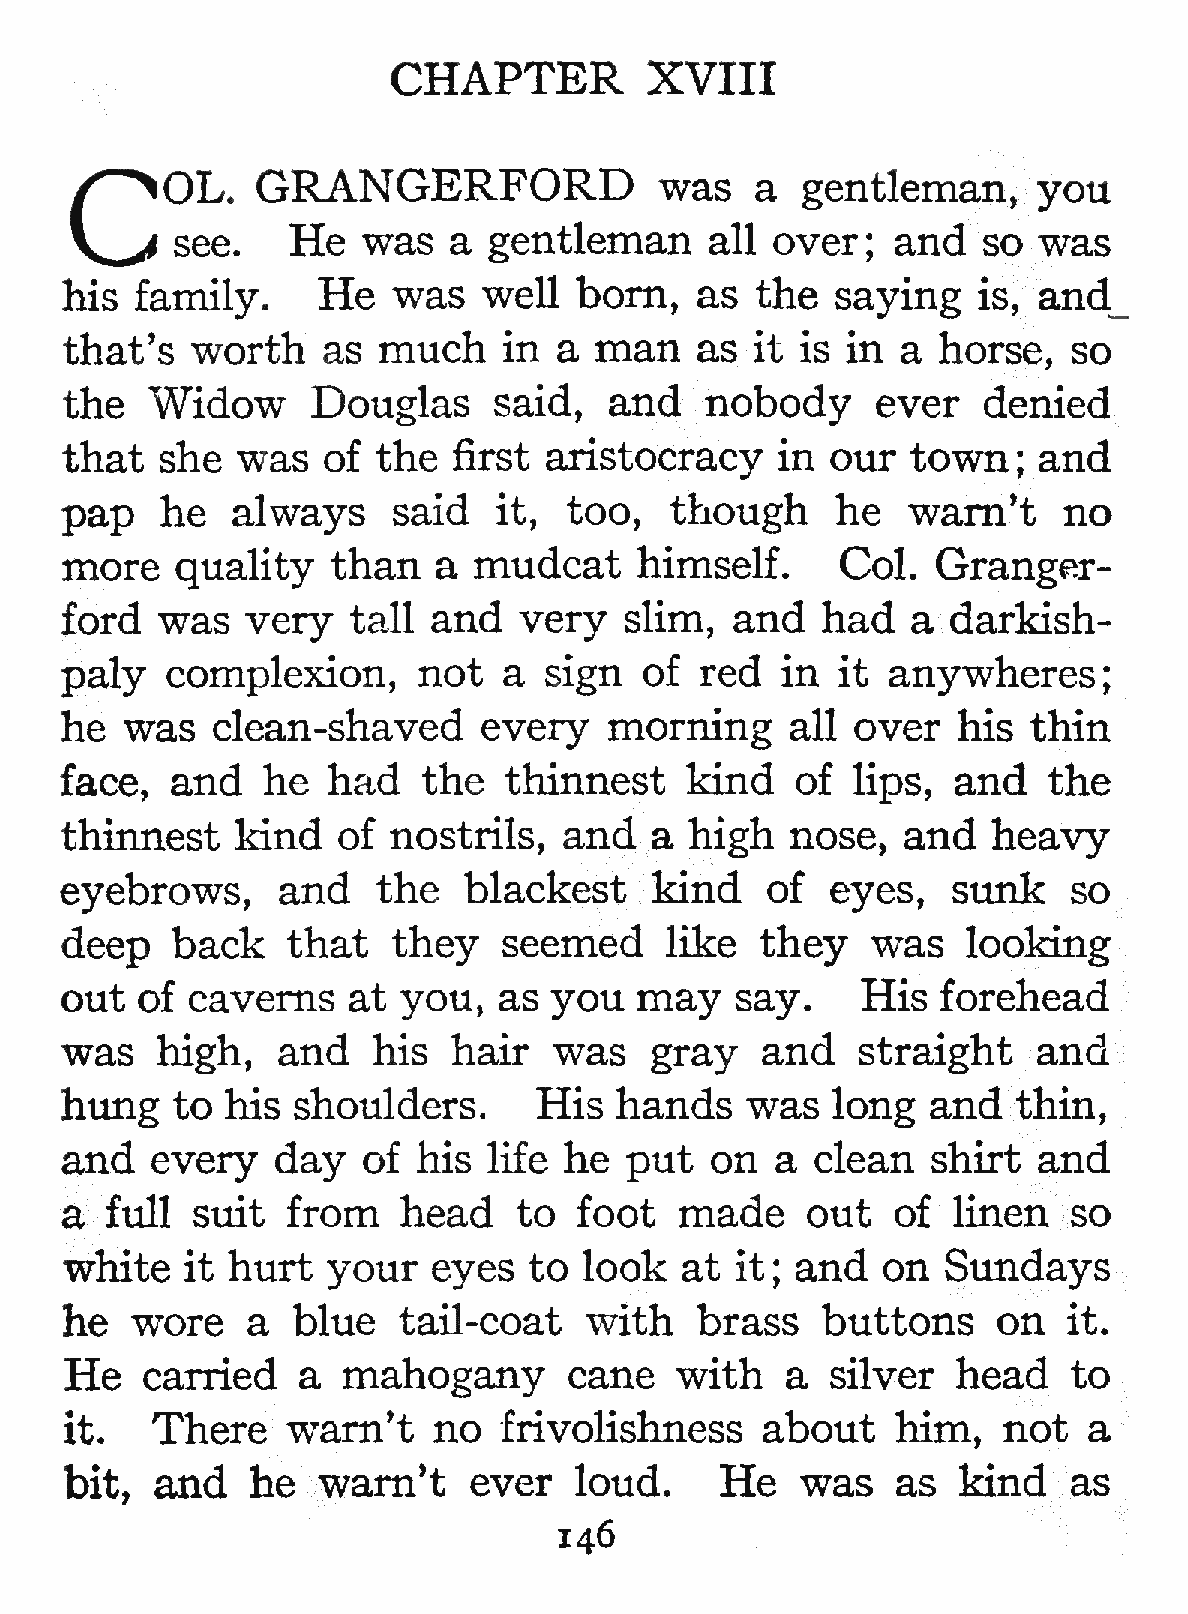 CHAPTER XVIII
COL. GRANGERFORD was a gentleman, you
see. He was a gentleman all over; and so was
his family. He was well born, as the saying is, and
that's worth as much in a man as it is in a horse, so
the Widow Douglas said, and nobody ever denied
that she was of the first aristocracy in our town; and
pap he always said it, too, though he warn't no
more quality than a mudcat himself. Col. Granger-
ford was very tall and very slim, and had a darkish-
paly complexion, not a sign of red in it anywheres;
he was clean-shaved every morning all over his thin
face, and he had the thinnest kind of lips, and the
thinnest kind of nostrils, and a high nose, and heavy
eyebrows, and the blackest kind of eyes, sunk so
deep back that they seemed like they was looking
out of caverns at you, as you may say. His forehead
was high, and his hair was gray and straight and
hung to his shoulders. His hands was long and thin,
and every day of his life he put on a clean shirt and
a full suit from head to foot made out of linen so
white it hurt your eyes to look at it; and on Sundays
he wore a blue tail-coat with brass buttons on it.
He carried a mahogany cane with a silver head to
it. There warn't no frivolishness about him, not a
bit, and he warn't ever loud. He was as kind as
146